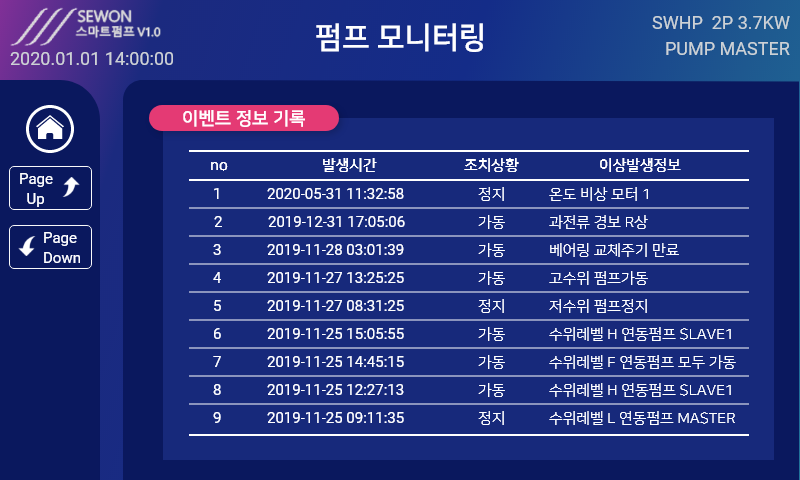 SEWON
스마트펌프 V1.0
2020.01.01 14:00:00
펌프 모니터링
SWHP 2P 3.7KW
PUMP MASTER
Page
Up
Page
Down
이벤트 정보 기록
no 발생시간 조치상황 이상발생정보
1 2020-05-31 11:32:58 정지 온도 비상 모터 1
2 2019-12-31 17:05:06 가동 과전류 경보 R상
3 2019-11-28 03:01:39 가동 베어링 교체주기 만료
4 2019-11-27 13:25:25 가동 고수위 펌프가동
5 2019-11-27 08:31:25 정지 저수위 펌프정지
6 2019-11-25 15:05:55 가동 수위레벨 H 연동펌프 SLAVE1
7 2019-11-25 14:45:15 가동 수위레벨 F 연동펌프 모두 가동
8 2019-11-25 12:27:13 가동 수위레벨 H 연동펌프 SLAVE1
9 2019-11-25 09:11:35 정지 수위레벨 L 연동펌프 MASTER